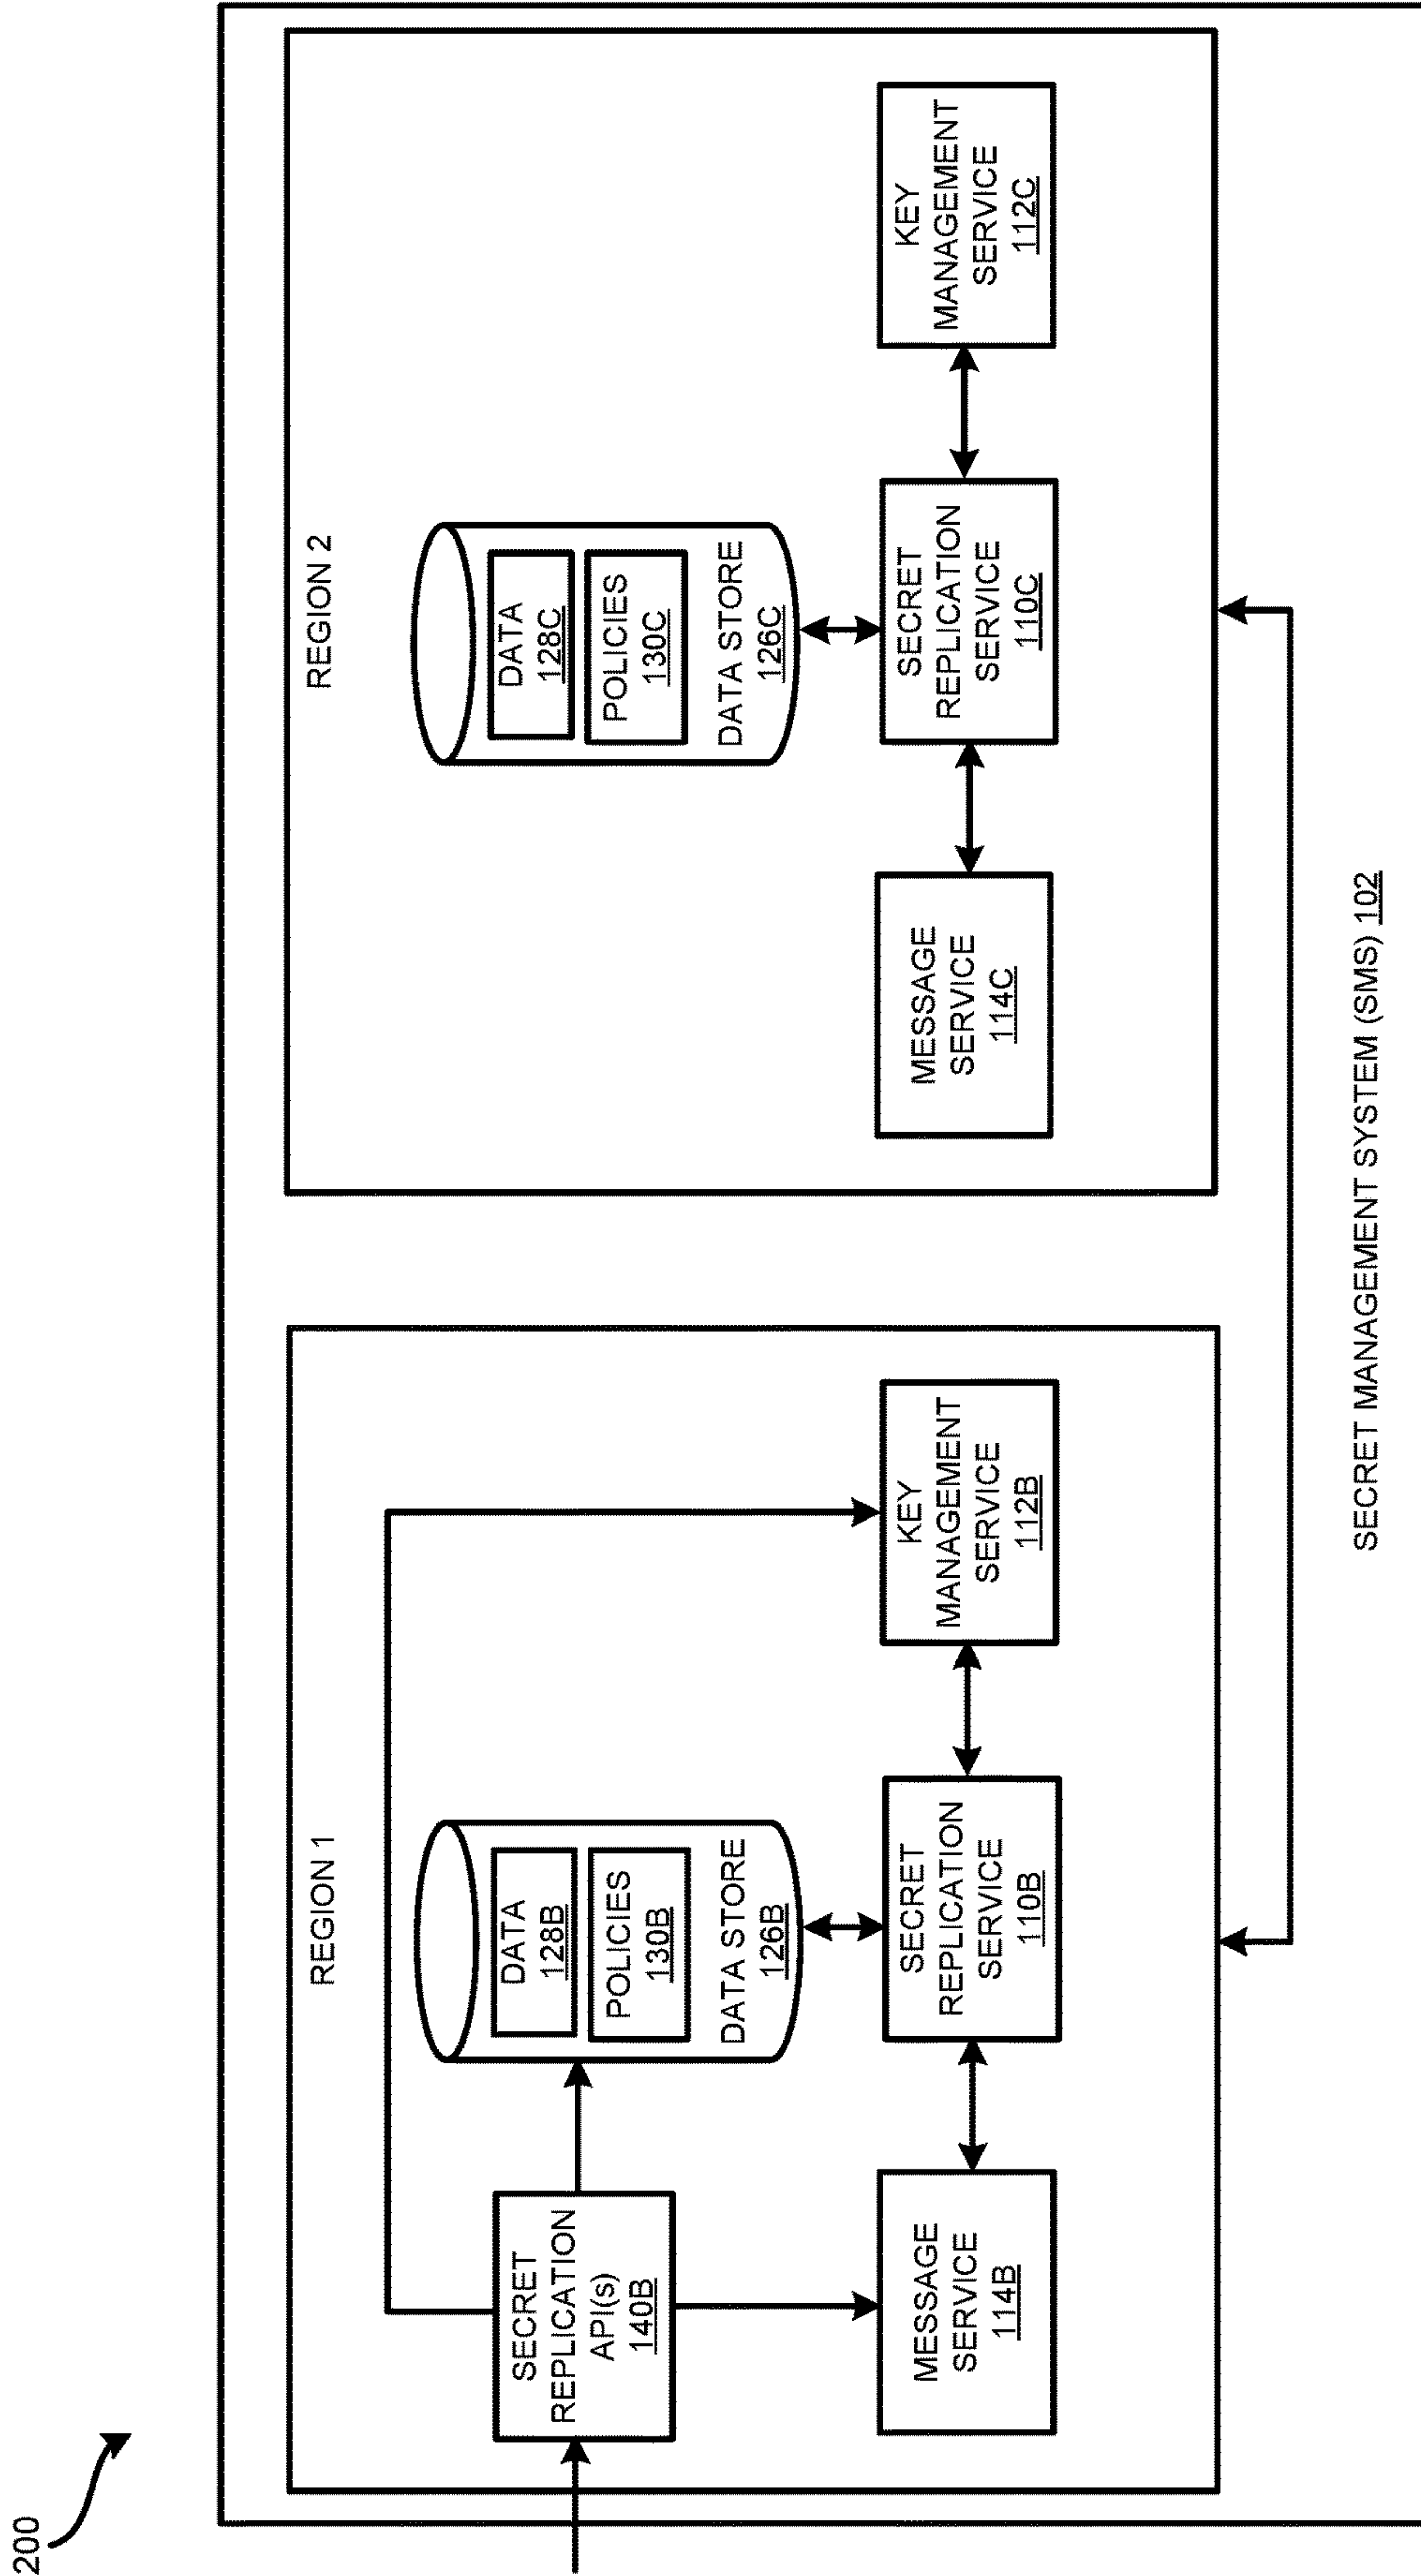 200
REGION 1
SECRET
REPLICATION
API(s)
140B
DATA
128B
POLICIES
130B
DATA STORE
126B
MESSAGE
SERVICE
114B
SECRET
REPLICATION
SERVICE
110B
KEY
MANAGEMENT
SERVICE
112B
REGION 2
DATA
128C
POLICIES
130C
DATA STORE
126C
MESSAGE
SERVICE
114C
SECRET
REPLICATION
SERVICE
110C
KEY
MANAGEMENT
SERVICE
112C
SECRET MANAGEMENT SYSTEM (SMS) 102